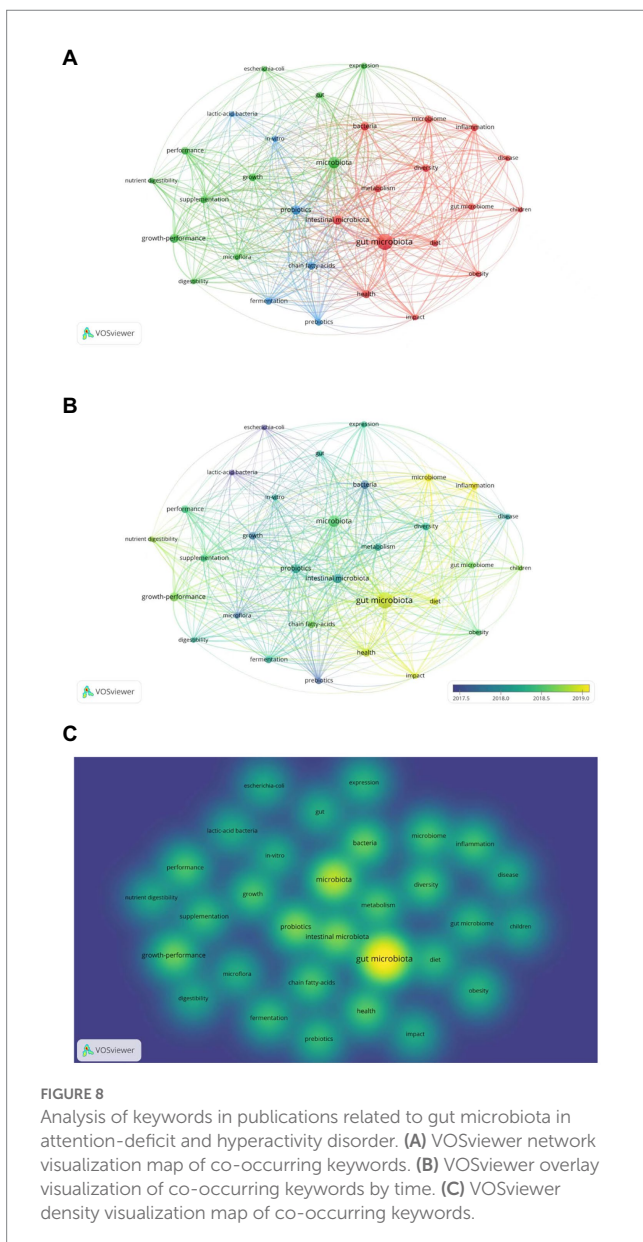 A
escherichia-coli
expression
gut
lactic-acid bacteria
microbiome
bacteria
inflammation
in-vitro
performance
disease
microbiota
diversity
nutrient digestibility
growth
metabolism
supplementation
probiotics
gut microbiome
children
intestinal microbiota
growth-performance
gut microbiota
diet
microflora
chain fatty-acids
obesity
digestibility
health
fermentation
impact
prebiotics
VOSviewer
B
escherichia-coli
expression
gut
lactic-acid bacteria
microbiome
bacteria
inflammation
in-vitro
performance
disease
microbiota
diversity
nutrient digestibility
growth
metabolism
supplementation
probiotics
gut microbiome
children
intestinal microbiota
growth-performance
gut microbiota
diet
microflora
chain fatty-acids
obesity
digestibility
health
fermentation
impact
prebiotics
VOSviewer
2017.5 2018.0 2018.5 2019.0
C
escherichia-coli
expression
gut
lactic-acid bacteria
microbiome
bacteria
inflammation
in-vitro
performance
disease
microbiota
diversity
nutrient digestibility
growth
metabolism
supplementation
probiotics
gut microbiome
children
intestinal microbiota
growth-performance
gut microbiota
diet
microflora
chain fatty-acids
obesity
digestibility
health
fermentation
impact
prebiotics
VOSviewer
FIGURE 8
Analysis of keywords in publications related to gut microbiota in
attention-deficit and hyperactivity disorder. (A) VOSviewer network
visualization map of co-occurring keywords. (B) VOSviewer overlay
visualization of co-occurring keywords by time. (C) VOSviewer
density visualization map of co-occurring keywords.